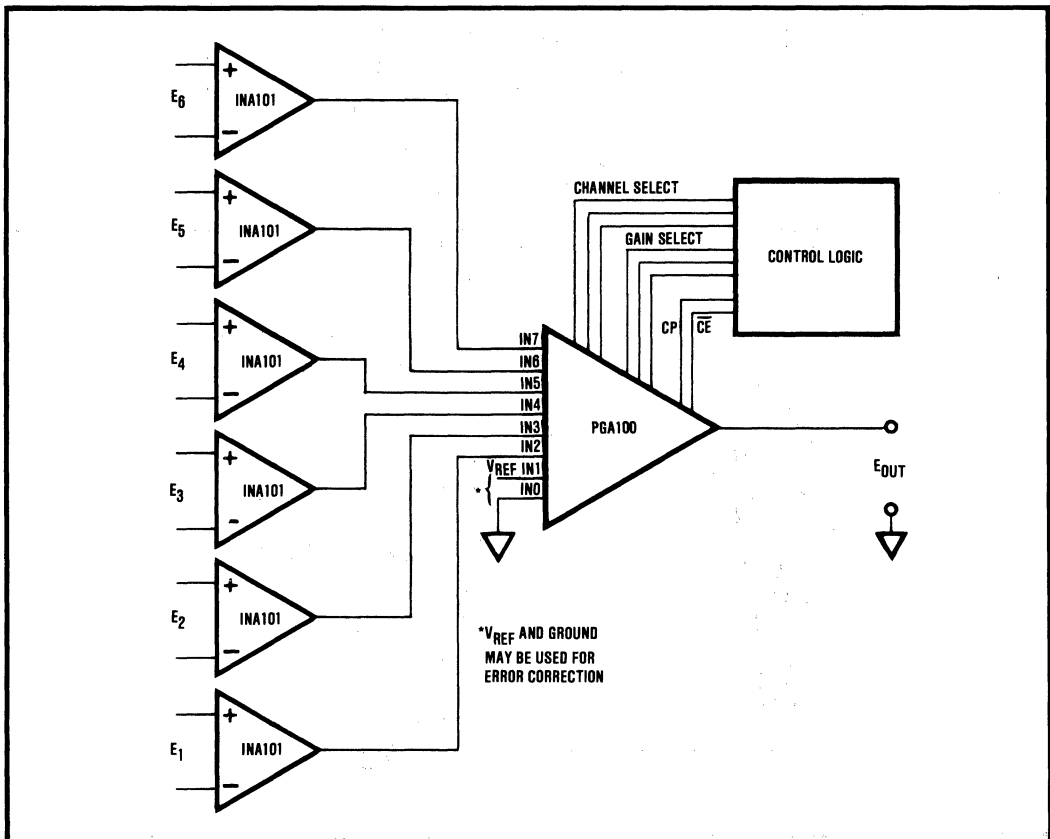 +
E6
INA101
−
+
E5
INA101
−
+
E4
INA101
−
+
E3
INA101
-
+
E2
INA101
−
+
E1
INA101
−
CHANNEL SELECT
GAIN SELECT
CP
CE
CONTROL LOGIC
IN7
IN6
IN5
IN4
IN3
IN2
VREF IN1
* {
IN0
PGA100
EOUT
*VREF AND GROUND
MAY BE USED FOR
ERROR CORRECTION